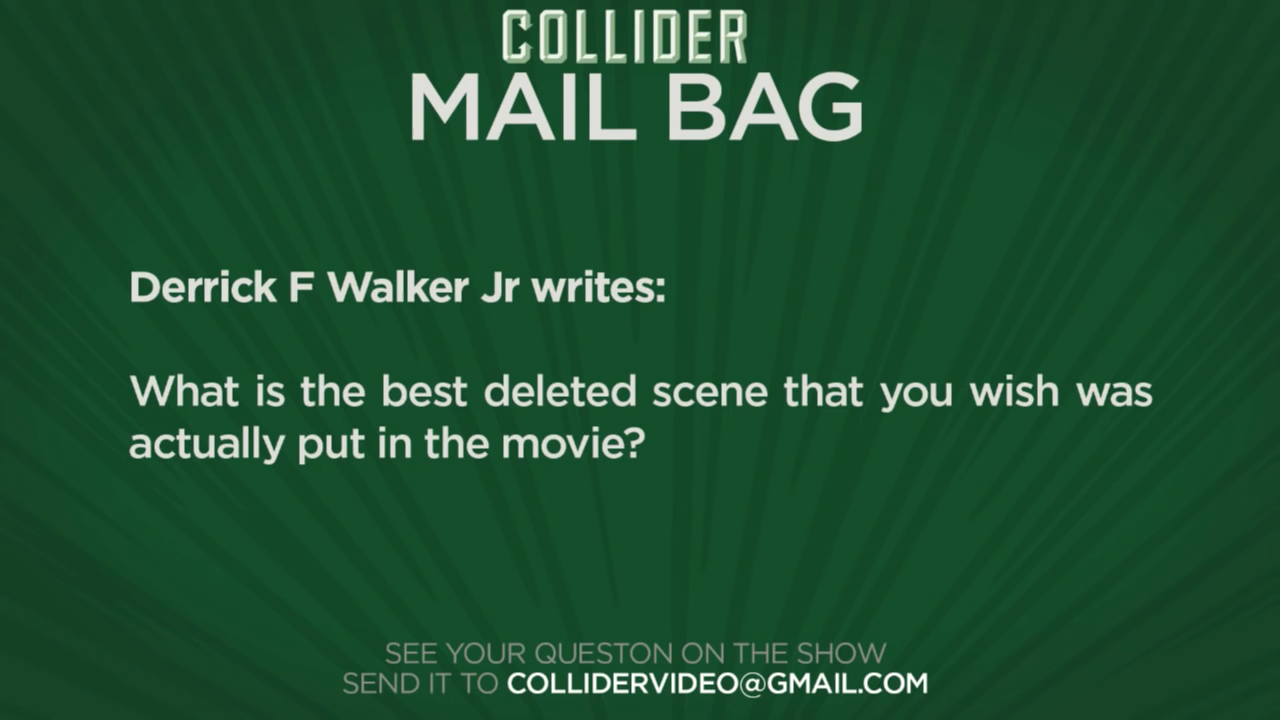 COLLIDER
MAIL BAG
Derrick F Walker Jr writes:
What is the best deleted scene that you wish was
actually put in the movie?
SEE YOUR QUESTON ON THE SHOW
SEND IT TO COLLIDERVIDEO@GMAIL.COM